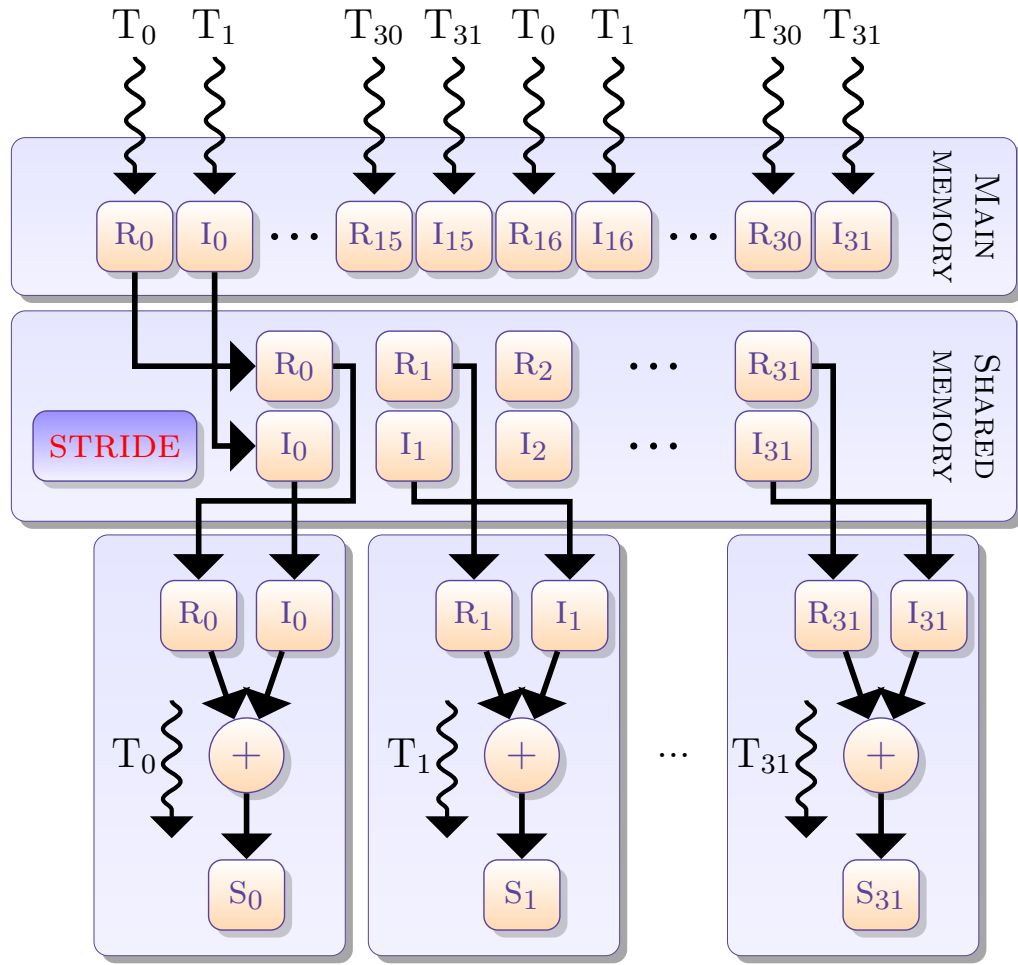 T₀ T₁ T₃₀ T₃₁ T₀ T₁ T₃₀ T₃₁
R₀ I₀ ... R₁₅ I₁₅ R₁₆ I₁₆ ... R₃₀ I₃₁
MAIN
MEMORY
R₀ R₁ R₂ ... R₃₁
STRIDE I₀ I₁ I₂ ... I₃₁
SHARED
MEMORY
R₀ I₀ R₁ I₁ R₃₁ I₃₁
T₀ + T₁ + ... T₃₁ +
S₀ S₁ S₃₁